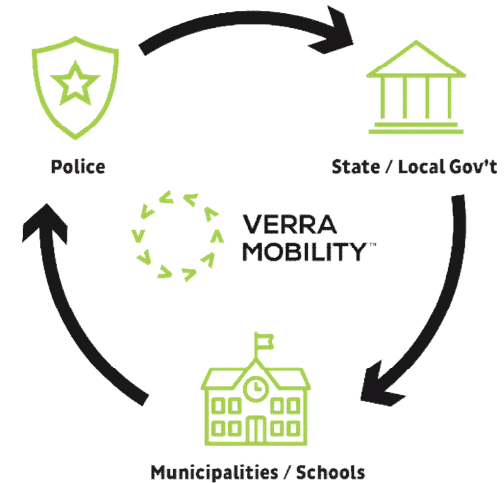 Police
State / Local Gov't
VERRA
MOBILITY™
Municipalities / Schools